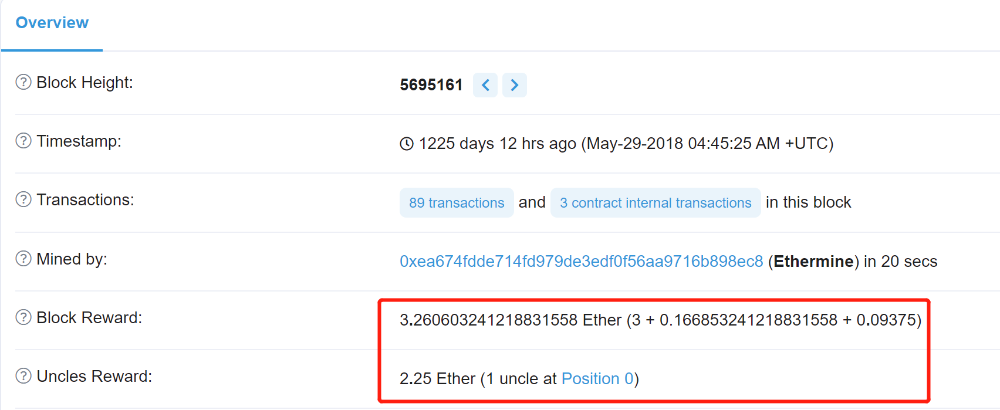 Overview
? Block Height: 5695161
? Timestamp: 1225 days 12 hrs ago (May-29-2018 04:45:25 AM +UTC)
? Transactions: 89 transactions and 3 contract internal transactions in this block
? Mined by: 0xea674fdde714fd979de3edf0f56aa9716b898ec8 (Ethermine) in 20 secs
? Block Reward: 3.260603241218831558 Ether (3 + 0.166853241218831558 + 0.09375)
? Uncles Reward: 2.25 Ether (1 uncle at Position 0)